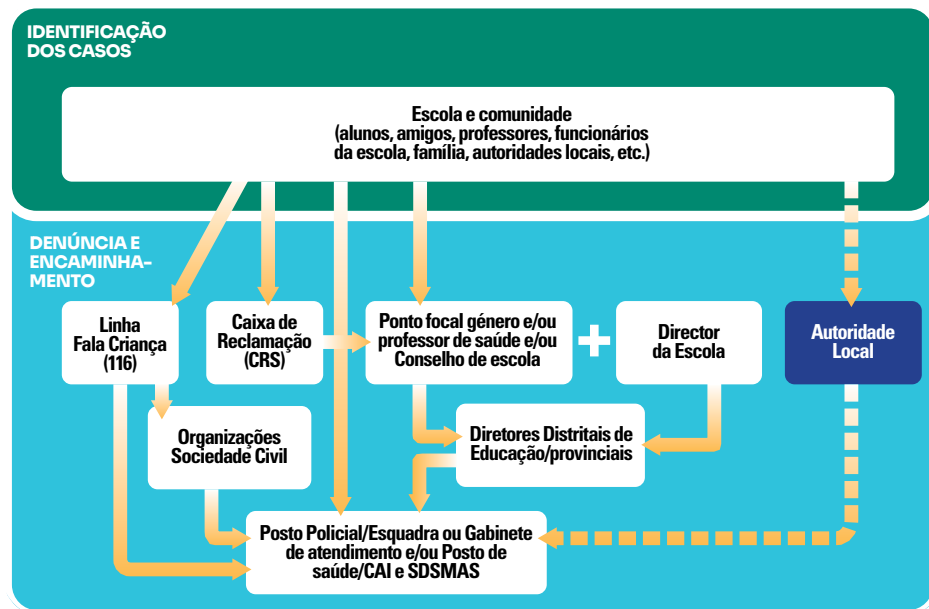 IDENTIFICAÇÃO
DOS CASOS
Escola e comunidade
(alunos, amigos, professores, funcionários
da escola, família, autoridades locais, etc.)
DENÚNCIA E
ENCAMINHA-
MENTO
Linha
Fala Criança
(116)
Caixa de
Reclamação
(CRS)
Ponto focal género e/ou
professor de saúde e/ou
Conselho de escola
+
Director
da Escola
Autoridade
Local
Organizações
Sociedade Civil
Diretores Distritais de
Educação/provinciais
Posto Policial/Esquadra ou Gabinete
de atendimento e/ou Posto de
saúde/CAI e SDSMAS